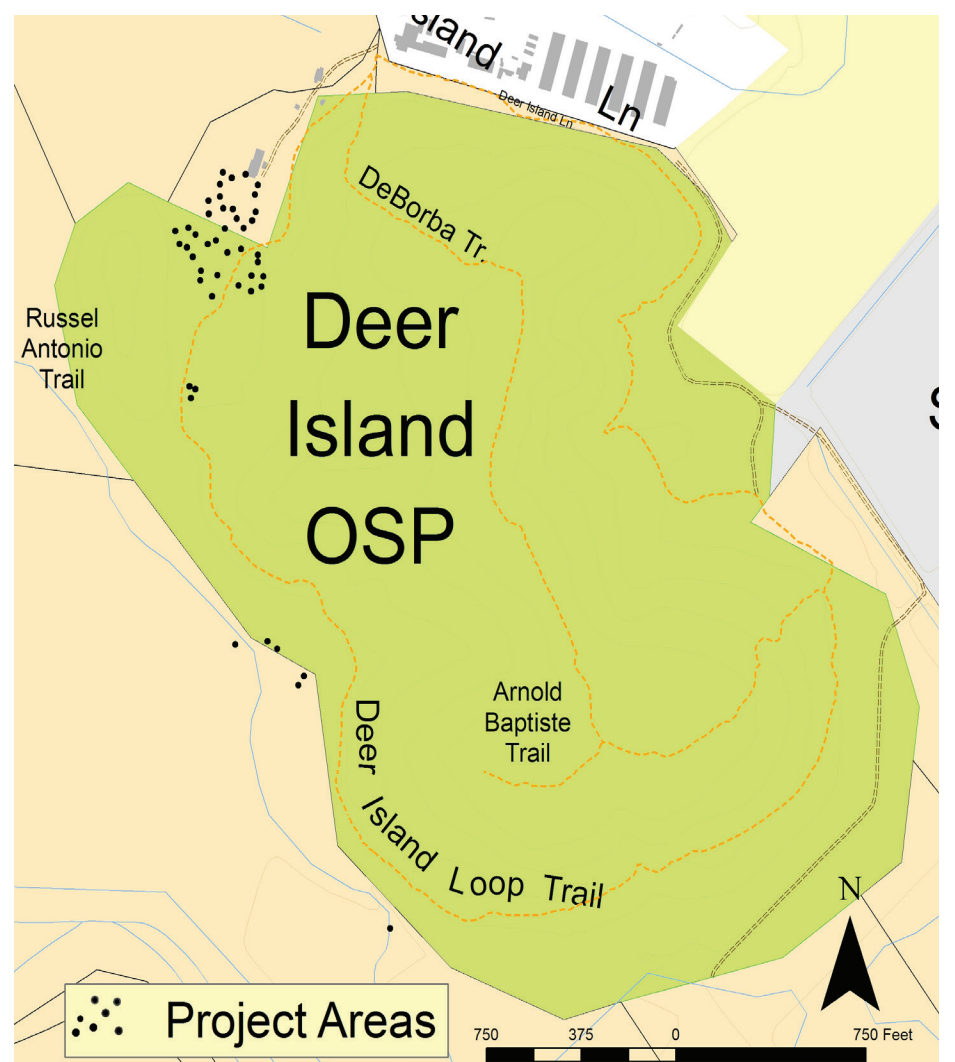 sland
Ln
Deer Island Ln
DeBorba Tr.
Deer
Island
OSP
Russel
Antonio
Trail
S
Arnold
Baptiste
Trail
Deer Island Loop Trail
N
Project Areas
750 375 0 750 Feet